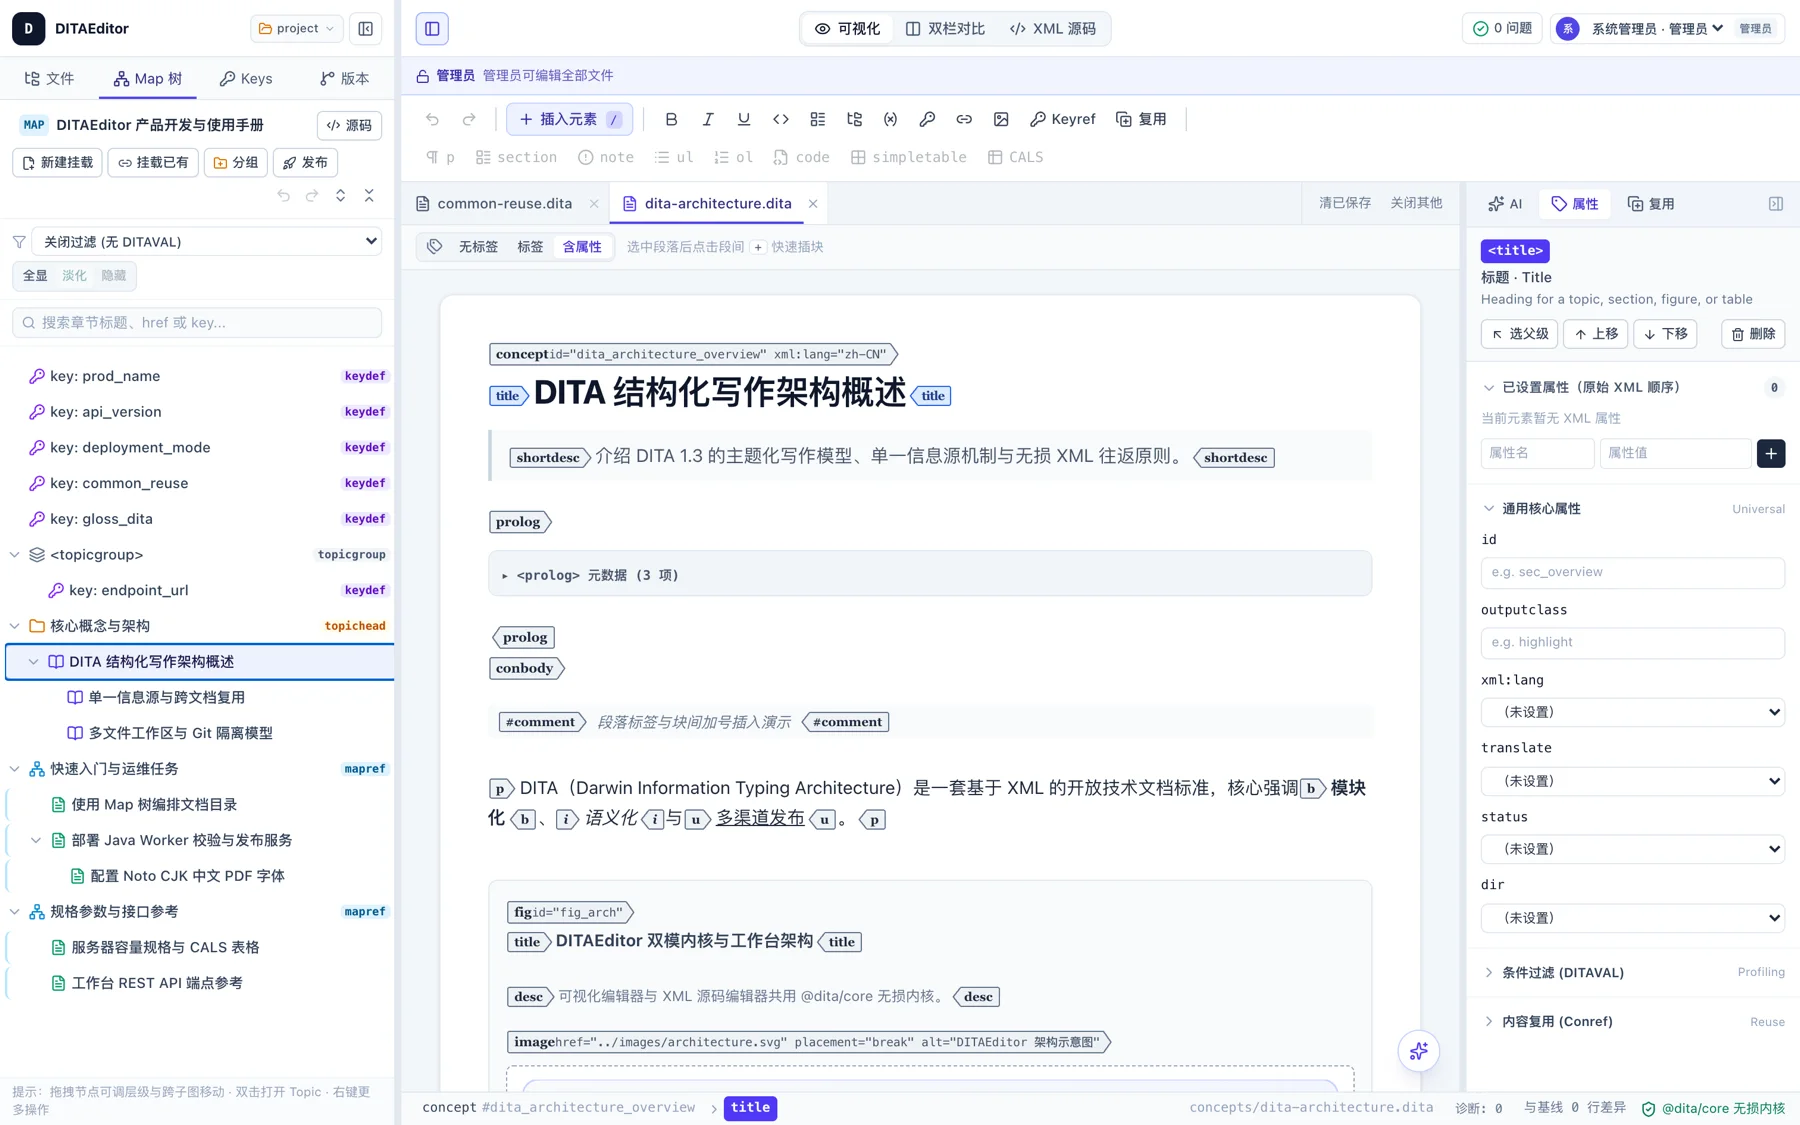 D DITAEditor project
可视化 双栏对比 </> XML 源码
0 问题 系 系统管理员 · 管理员 管理员
文件 Map 树 Keys 版本
管理员 管理员可编辑全部文件
MAP DITAEditor 产品开发与使用手册 </> 源码
新建挂载 挂载已有 分组 发布
关闭过滤 (无 DITAVAL)
全显 淡化 隐藏
搜索章节标题、href 或 key...
key: prod_name keydef
key: api_version keydef
key: deployment_mode keydef
key: common_reuse keydef
key: gloss_dita keydef
<topicgroup> topicgroup
key: endpoint_url keydef
核心概念与架构 topichead
DITA 结构化写作架构概述
单一信息源与跨文档复用
多文件工作区与 Git 隔离模型
快速入门与运维任务 mapref
使用 Map 树编排文档目录
部署 Java Worker 校验与发布服务
配置 Noto CJK 中文 PDF 字体
规格参数与接口参考 mapref
服务器容量规格与 CALS 表格
工作台 REST API 端点参考
提示：拖拽节点可调层级与跨子图移动 · 双击打开 Topic · 右键更
多操作
+ 插入元素 / B I U <> (x) Keyref 复用
¶ p section note ul ol code simpletable CALS
common-reuse.dita × dita-architecture.dita × 清已保存 关闭其他
无标签 标签 含属性 选中段落后点击段间 + 快速插块
conceptid="dita_architecture_overview" xml:lang="zh-CN"
title DITA 结构化写作架构概述 title
shortdesc 介绍 DITA 1.3 的主题化写作模型、单一信息源机制与无损 XML 往返原则。 shortdesc
prolog
▸ <prolog> 元数据 (3 项)
prolog
conbody
#comment 段落标签与块间加号插入演示 #comment
p DITA（Darwin Information Typing Architecture）是一套基于 XML 的开放技术文档标准，核心强调 b 模块
化 b 、 i 语义化 i 与 u 多渠道发布 u 。 p
figid="fig_arch"
title DITAEditor 双模内核与工作台架构 title
desc 可视化编辑器与 XML 源码编辑器共用 @dita/core 无损内核。 desc
imagehref="../images/architecture.svg" placement="break" alt="DITAEditor 架构示意图"
concept #dita_architecture_overview › title
concepts/dita-architecture.dita 诊断: 0 与基线 0 行差异 @dita/core 无损内核
AI 属性 复用
<title>
标题 · Title
Heading for a topic, section, figure, or table
选父级 上移 下移 删除
已设置属性（原始 XML 顺序） 0
当前元素暂无 XML 属性
属性名 属性值 +
通用核心属性 Universal
id
e.g. sec_overview
outputclass
e.g. highlight
xml:lang
（未设置）
translate
（未设置）
status
（未设置）
dir
（未设置）
条件过滤 (DITAVAL) Profiling
内容复用 (Conref) Reuse